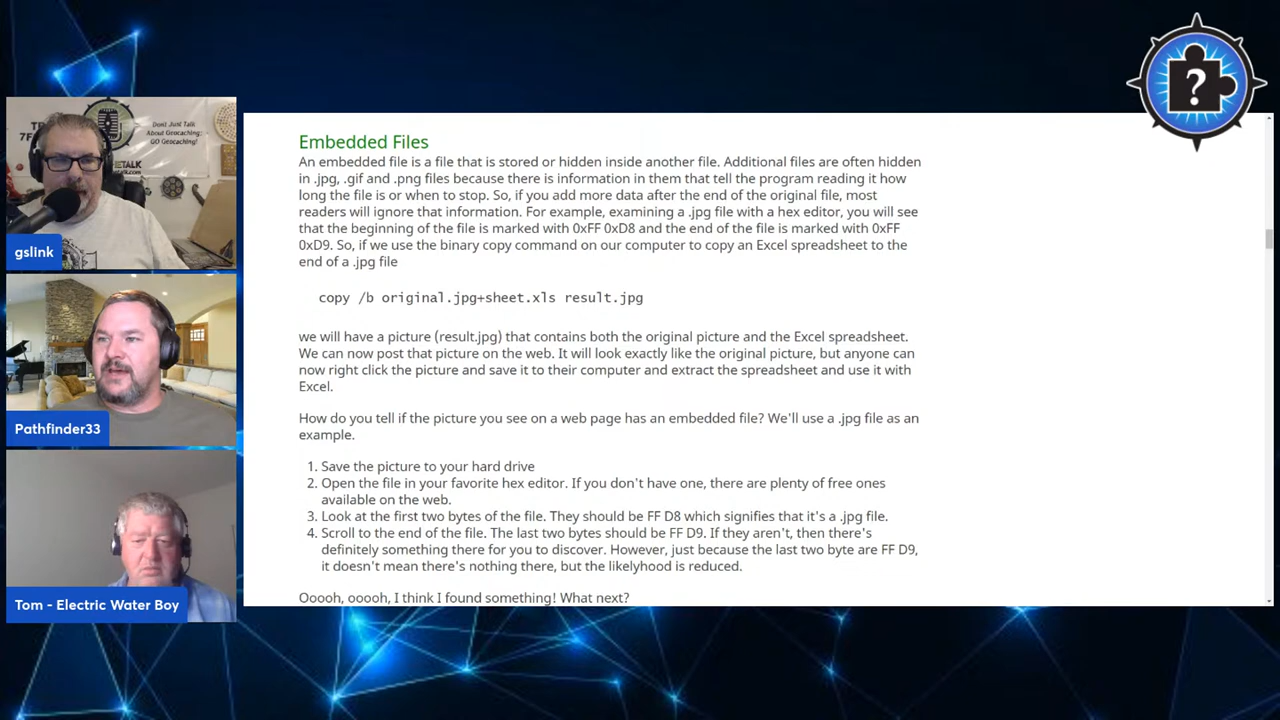 Don't Just Talk
About Geocaching;
GO Geocaching!
gslink
Pathfinder33
Tom - Electric Water Boy
?
Embedded Files
An embedded file is a file that is stored or hidden inside another file. Additional files are often hidden
in .jpg, .gif and .png files because there is information in them that tell the program reading it how
long the file is or when to stop. So, if you add more data after the end of the original file, most
readers will ignore that information. For example, examining a .jpg file with a hex editor, you will see
that the beginning of the file is marked with 0xFF 0xD8 and the end of the file is marked with 0xFF
0xD9. So, if we use the binary copy command on our computer to copy an Excel spreadsheet to the
end of a .jpg file
copy /b original.jpg+sheet.xls result.jpg
we will have a picture (result.jpg) that contains both the original picture and the Excel spreadsheet.
We can now post that picture on the web. It will look exactly like the original picture, but anyone can
now right click the picture and save it to their computer and extract the spreadsheet and use it with
Excel.
How do you tell if the picture you see on a web page has an embedded file? We'll use a .jpg file as an
example.
1. Save the picture to your hard drive
2. Open the file in your favorite hex editor. If you don't have one, there are plenty of free ones
available on the web.
3. Look at the first two bytes of the file. They should be FF D8 which signifies that it's a .jpg file.
4. Scroll to the end of the file. The last two bytes should be FF D9. If they aren't, then there's
definitely something there for you to discover. However, just because the last two byte are FF D9,
it doesn't mean there's nothing there, but the likelyhood is reduced.
Ooooh, ooooh, I think I found something! What next?